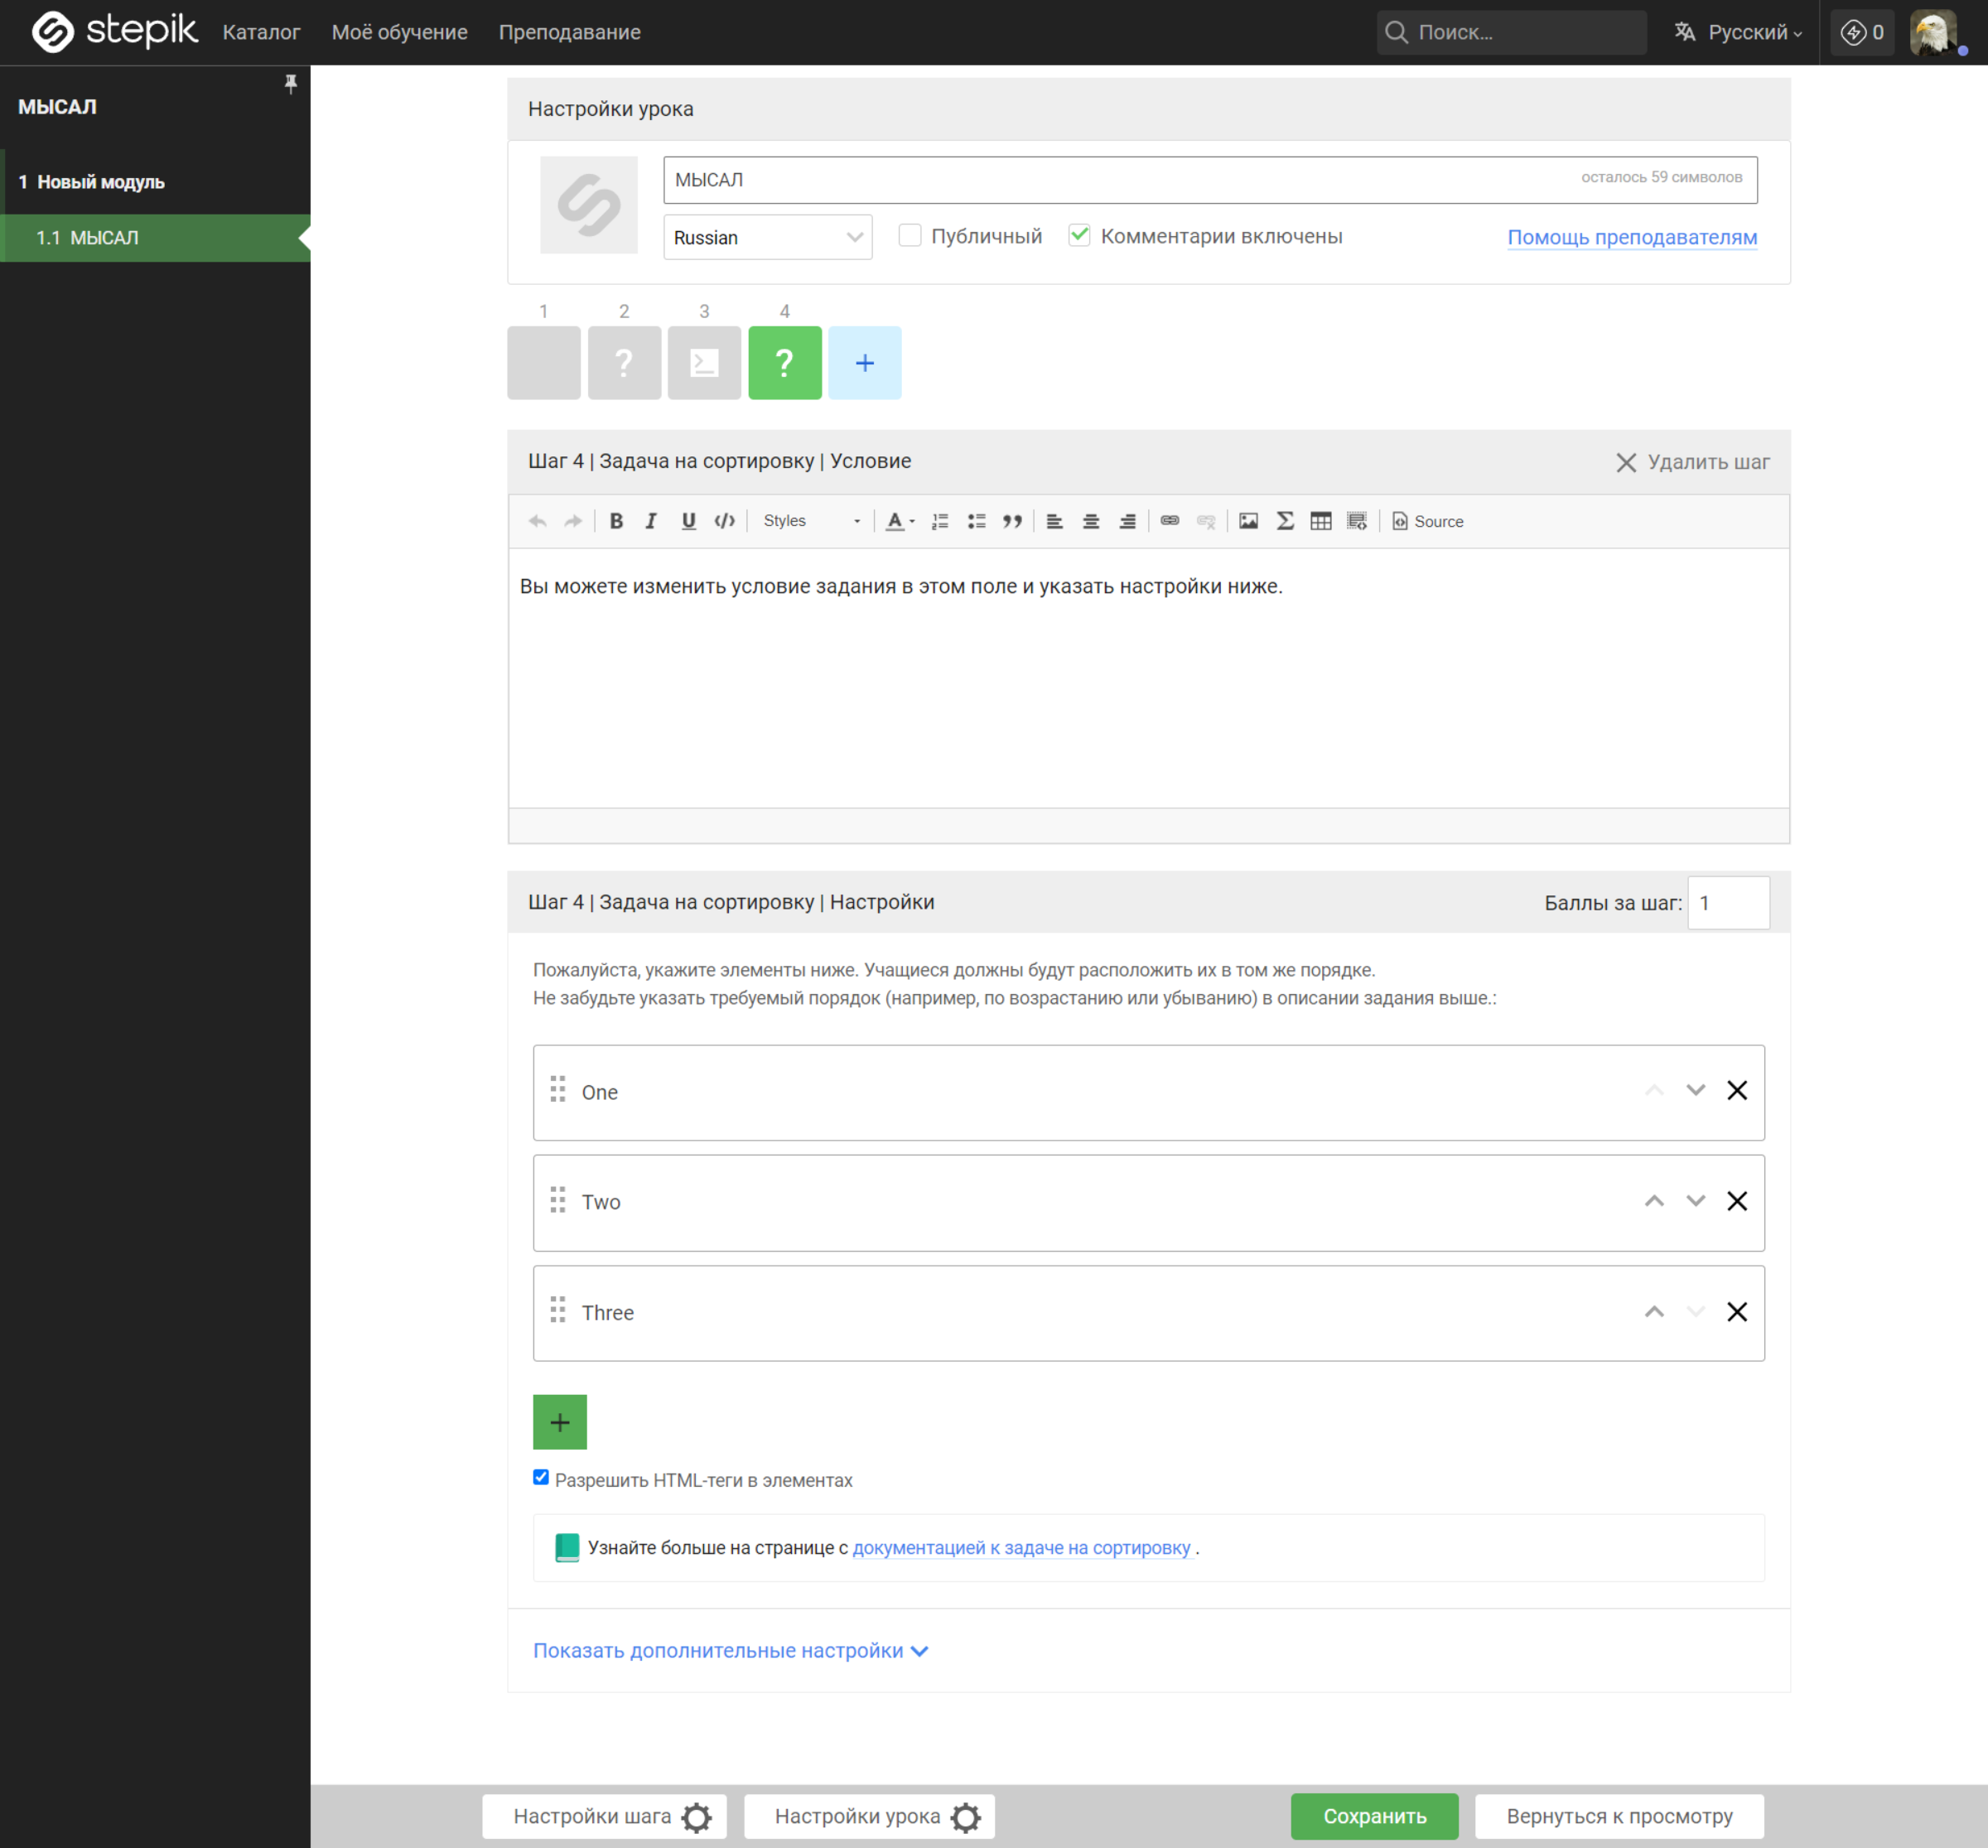 stepik Каталог Моё обучение Преподавание Поиск... Русский 0
МЫСАЛ
1 Новый модуль
1.1 МЫСАЛ
Настройки урока
МЫСАЛ осталось 59 символов
Russian Публичный Комментарии включены Помощь преподавателям
1 2 3 4
? ? +
Шаг 4 | Задача на сортировку | Условие Удалить шаг
B I U Styles A Source
Вы можете изменить условие задания в этом поле и указать настройки ниже.
Шаг 4 | Задача на сортировку | Настройки Баллы за шаг: 1
Пожалуйста, укажите элементы ниже. Учащиеся должны будут расположить их в том же порядке.
Не забудьте указать требуемый порядок (например, по возрастанию или убыванию) в описании задания выше.:
One
Two
Three
+
Разрешить HTML-теги в элементах
Узнайте больше на странице с документацией к задаче на сортировку .
Показать дополнительные настройки
Настройки шага Настройки урока Сохранить Вернуться к просмотру